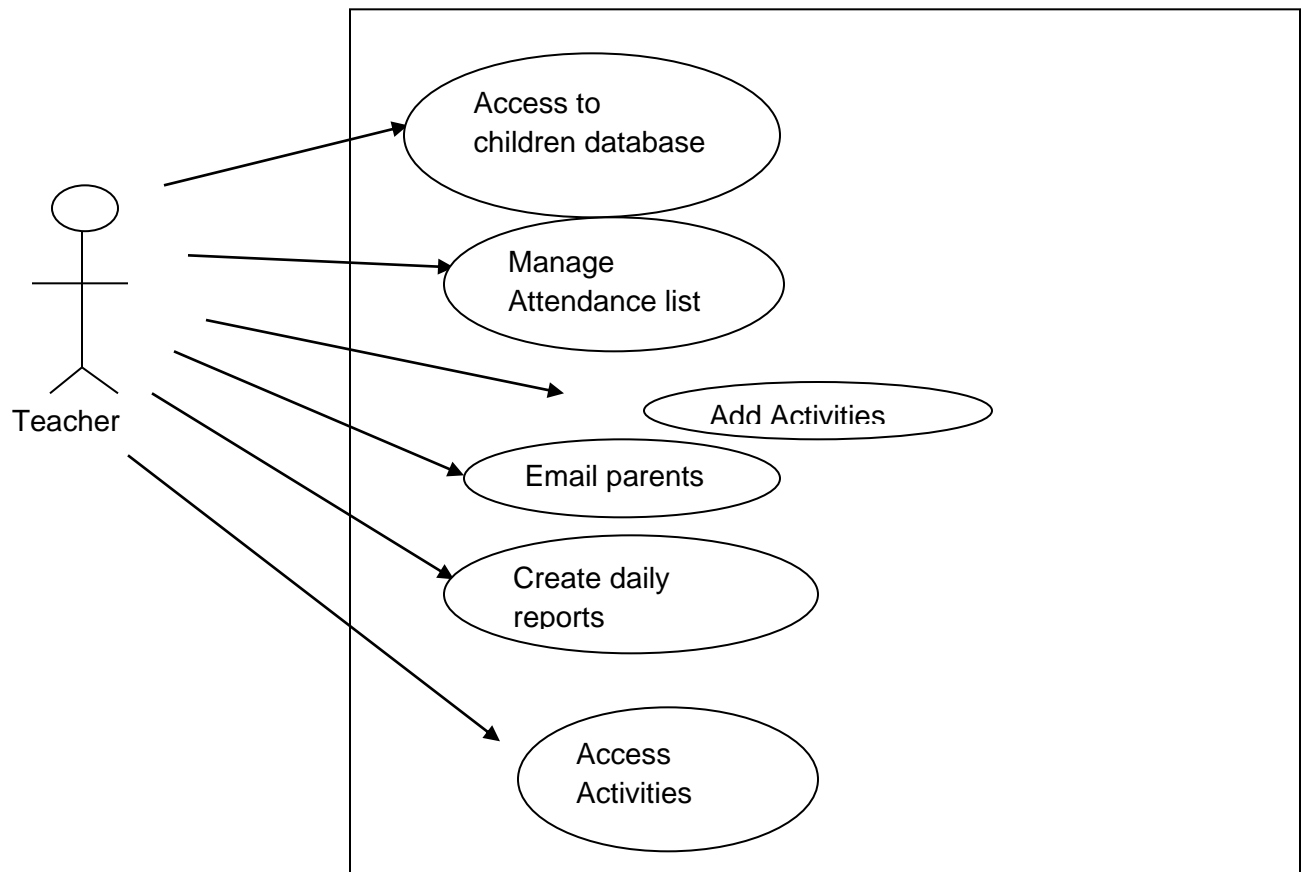 Access to
children database
Manage
Attendance list
Teacher
Add Activities
Email parents
Create daily
reports
Access
Activities